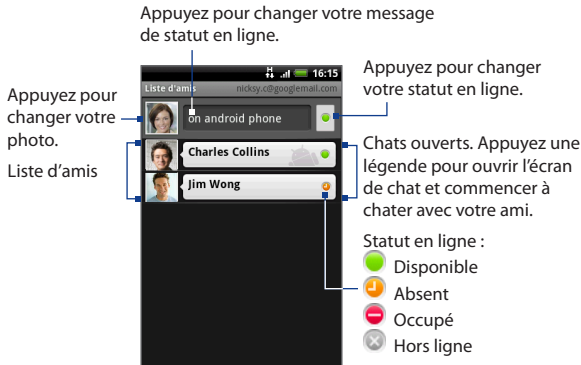 Appuyez pour changer votre message
de statut en ligne.
H
16:15
Liste d'amis
nicksy.c@googlemail.com
on android phone
Charles Collins
Jim Wong
Appuyez pour
changer votre
photo.
Liste d’amis
Appuyez pour changer
votre statut en ligne.
Chats ouverts. Appuyez une
légende pour ouvrir l’écran
de chat et commencer à
chater avec votre ami.
Statut en ligne :
Disponible
Absent
Occupé
Hors ligne